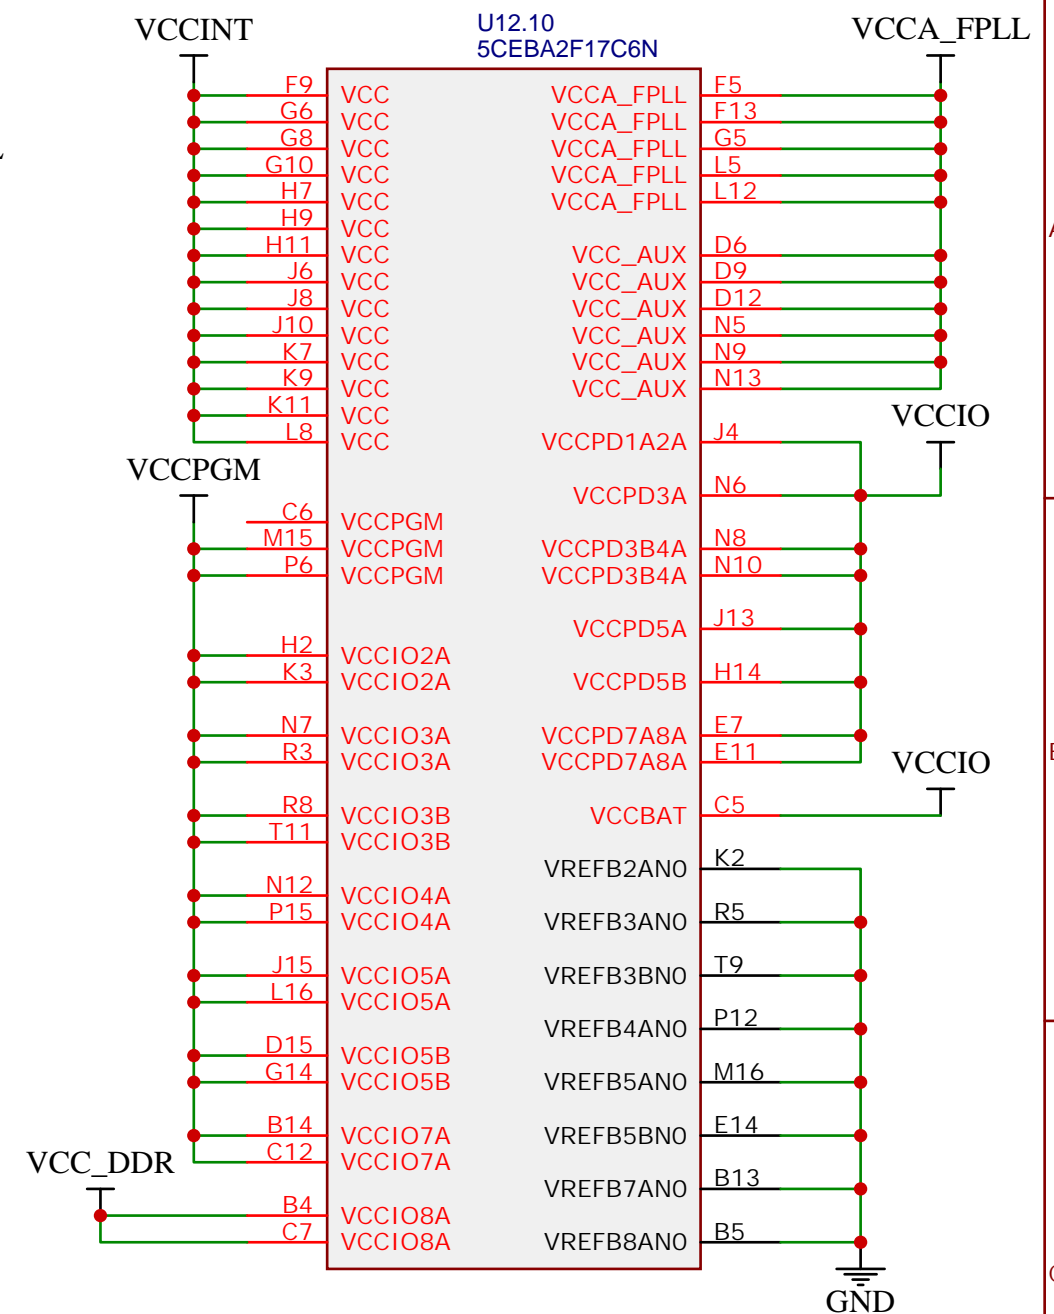 U12.10
5CEBA2F17C6N
VCCINT
VCCA_FPLL
F9 VCC VCCA_FPLL F5
G6 VCC VCCA_FPLL F13
G8 VCC VCCA_FPLL G5
G10 VCC VCCA_FPLL L5
H7 VCC VCCA_FPLL L12
H9 VCC
H11 VCC VCC_AUX D6
J6 VCC VCC_AUX D9
J8 VCC VCC_AUX D12
J10 VCC VCC_AUX N5
K7 VCC VCC_AUX N9
K9 VCC VCC_AUX N13
K11 VCC
VCCIO
L8 VCC VCCPD1A2A J4
VCCPGM
VCCPD3A N6
C6 VCCPGM
M15 VCCPGM VCCPD3B4A N8
P6 VCCPGM VCCPD3B4A N10
VCCPD5A J13
H2 VCCIO2A
K3 VCCIO2A VCCPD5B H14
N7 VCCIO3A VCCPD7A8A E7
R3 VCCIO3A VCCPD7A8A E11
VCCIO
R8 VCCIO3B VCCBAT C5
T11 VCCIO3B
VREFB2AN0 K2
N12 VCCIO4A
P15 VCCIO4A VREFB3AN0 R5
J15 VCCIO5A VREFB3BN0 T9
L16 VCCIO5A
VREFB4AN0 P12
D15 VCCIO5B
G14 VCCIO5B VREFB5AN0 M16
B14 VCCIO7A VREFB5BN0 E14
C12 VCCIO7A
VCC_DDR
VREFB7AN0 B13
B4 VCCIO8A
C7 VCCIO8A VREFB8AN0 B5
GND